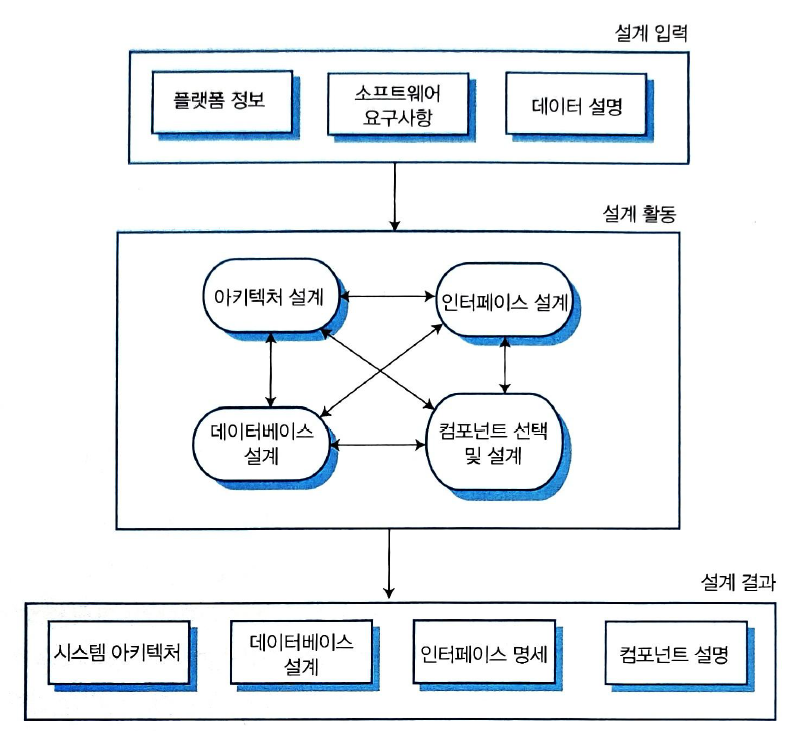 설계 입력
플랫폼 정보
소프트웨어
요구사항
데이터 설명
설계 활동
아키텍처 설계
인터페이스 설계
데이터베이스
설계
컴포넌트 선택
및 설계
설계 결과
시스템 아키텍처
데이터베이스
설계
인터페이스 명세
컴포넌트 설명